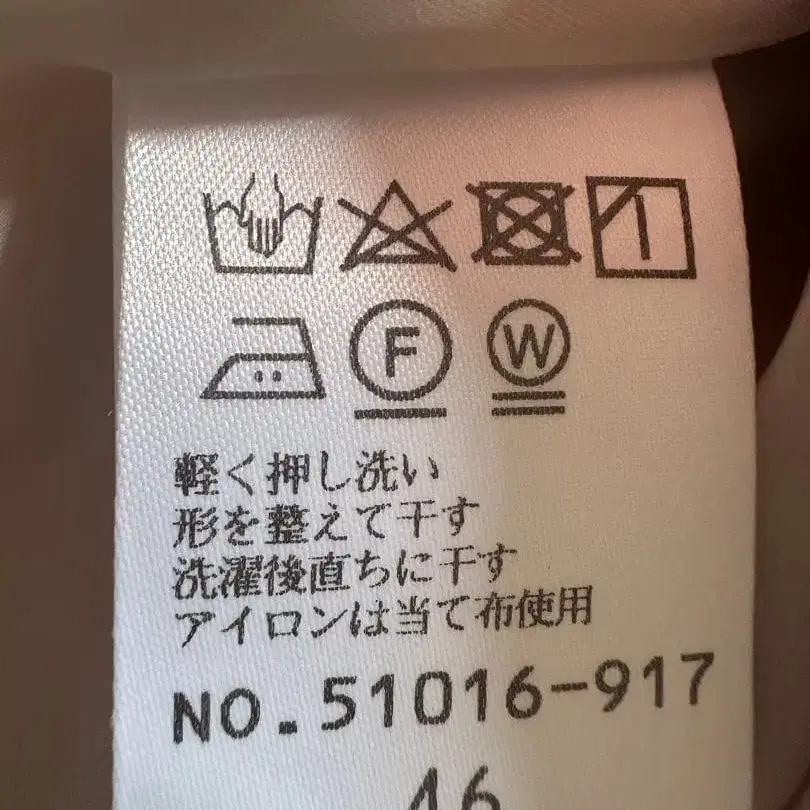 F W
軽く押し洗い
形を整えて干す
洗濯後直ちに干す
アイロンは当て布使用
NO.51016-917
46